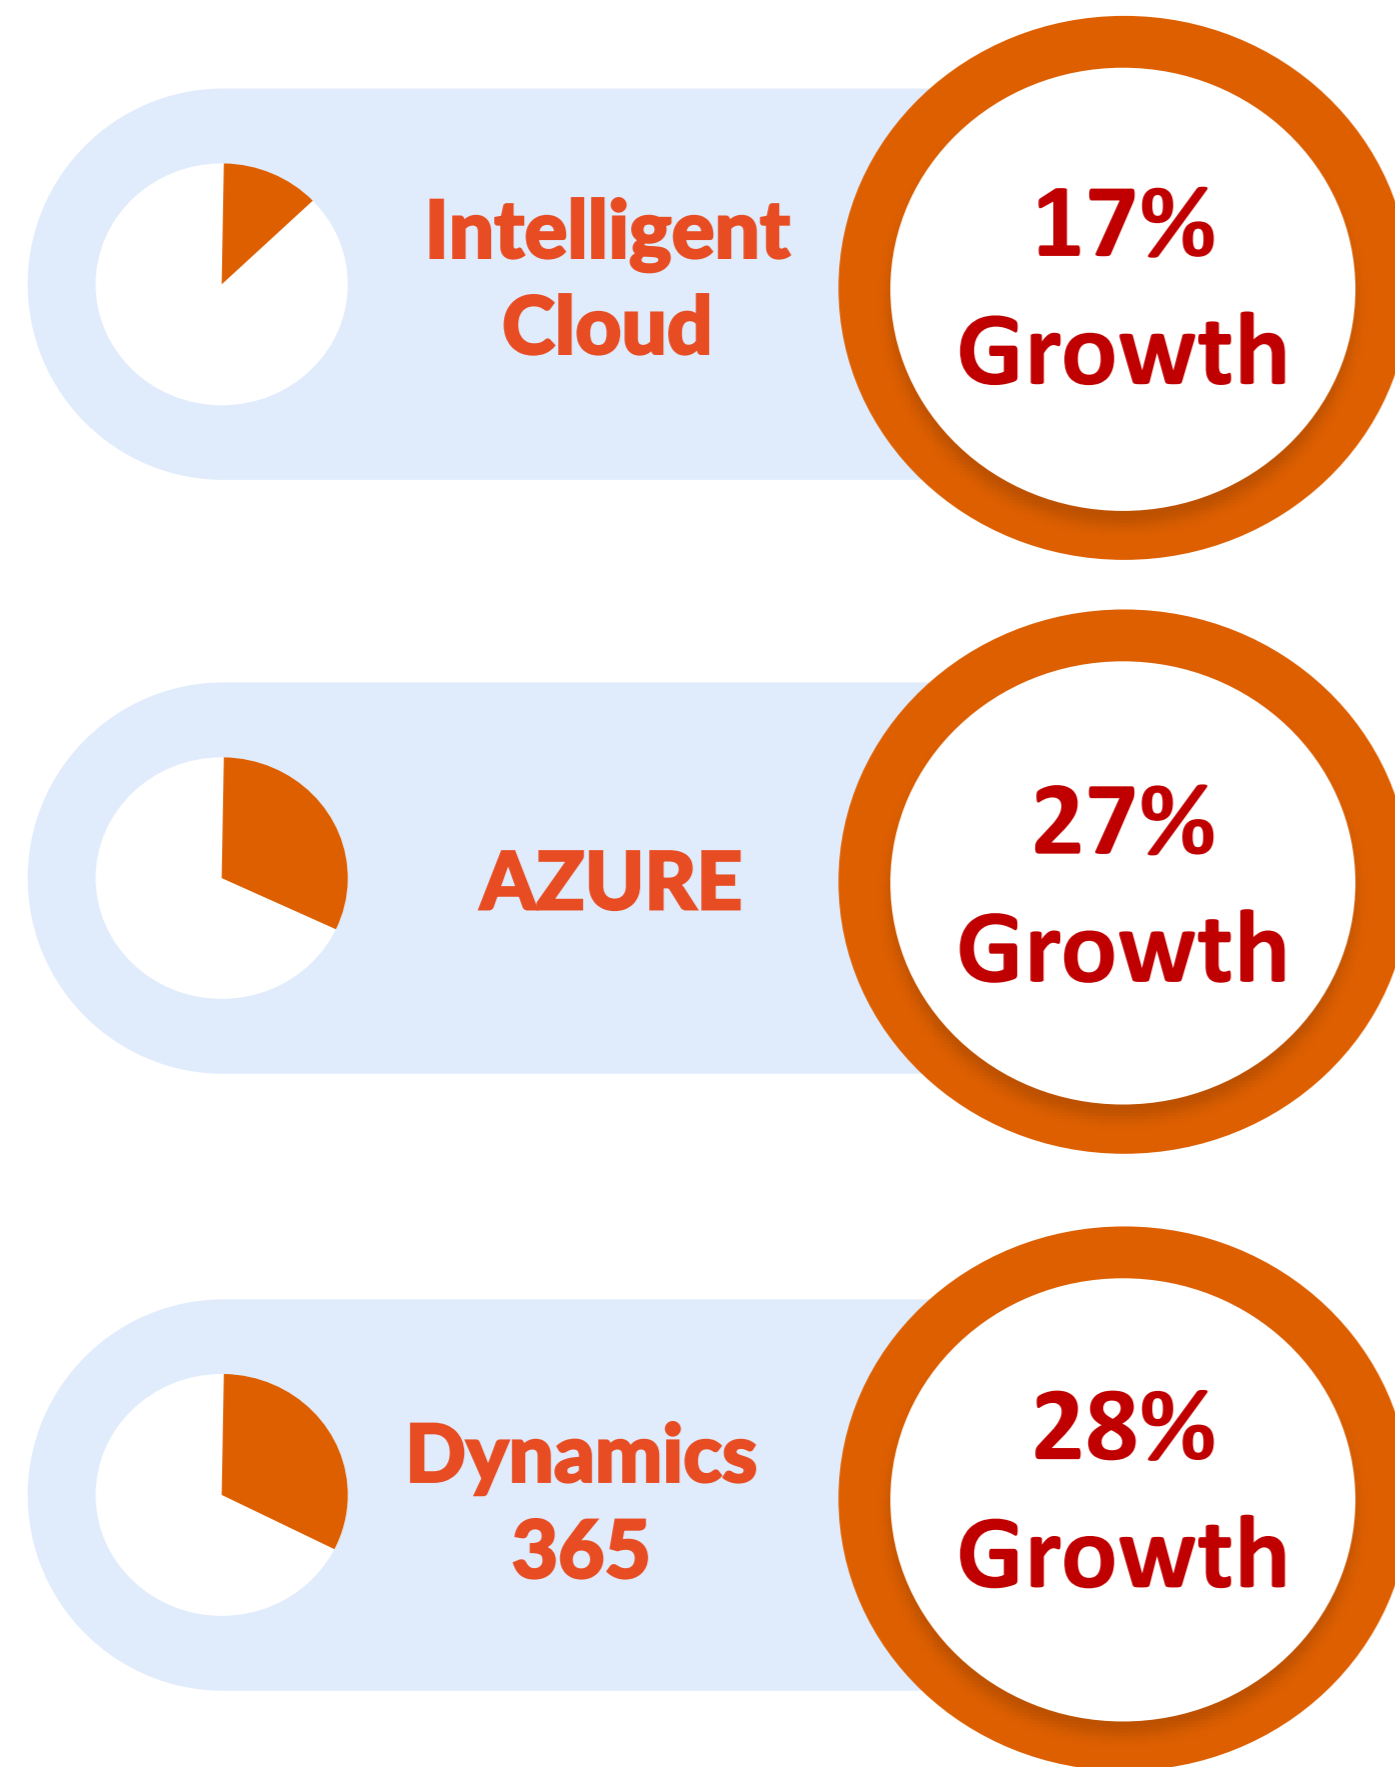 Intelligent
Cloud
17%
Growth
AZURE
27%
Growth
Dynamics
365
28%
Growth